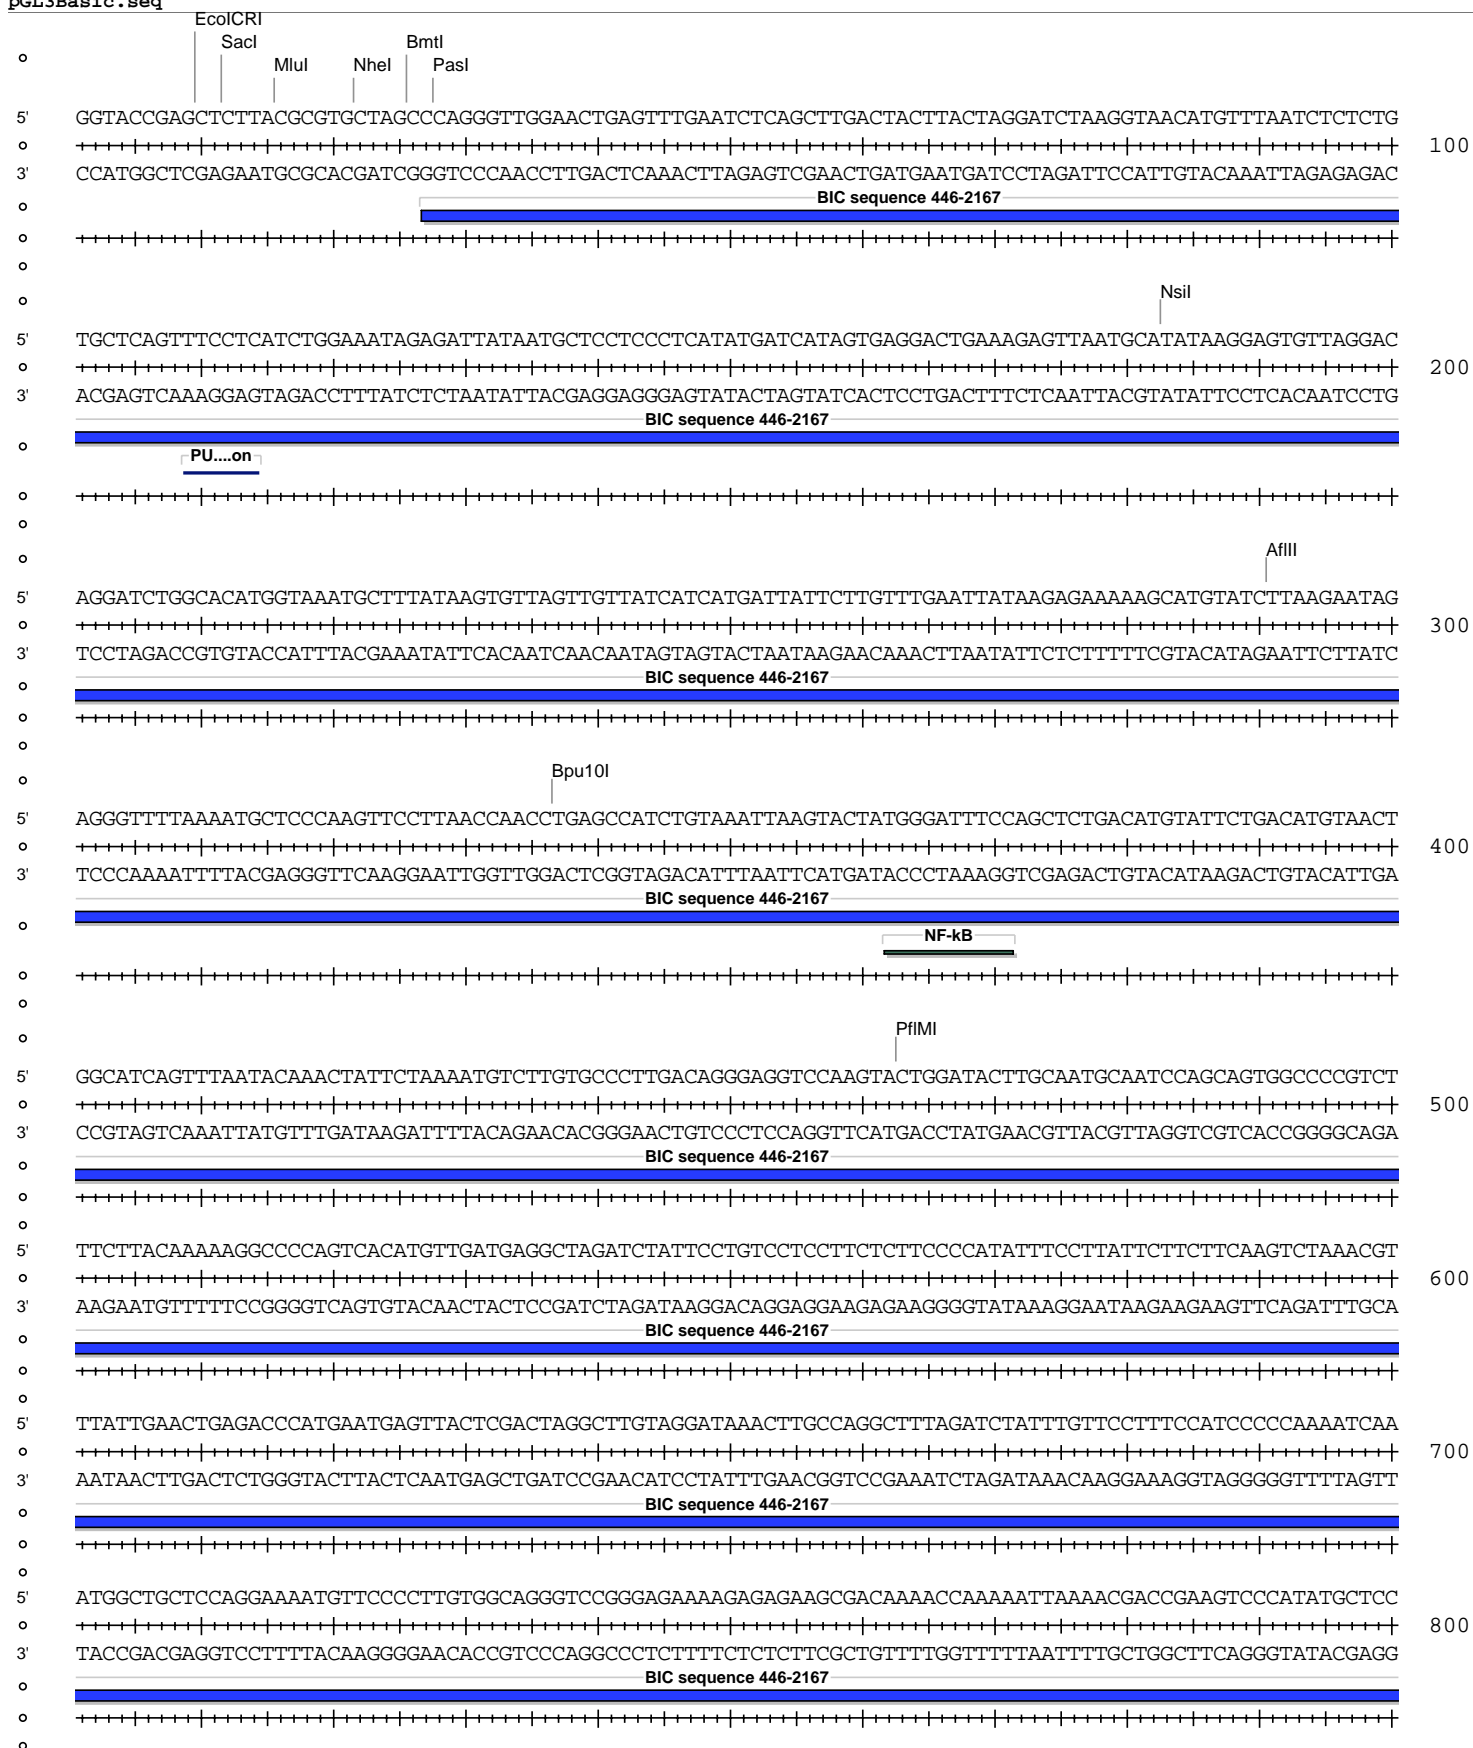 pGL3Basic.seq
EcoICRI
SacI BmtI
MluI NheI PasI
5' GGTACCGAGCTCTTACGCGTGCTAGCCCAGGGTTGGAACTGAGTTTGAATCTCAGCTTGACTACTTACTAGGATCTAAGGTAACATGTTTAATCTCTCTG
100
3' CCATGGCTCGAGAATGCGCACGATCGGGTCCCAACCTTGACTCAAACTTAGAGTCGAACTGATGAATGATCCTAGATTCCATTGTACAAATTAGAGAGAC
BIC sequence 446-2167
NsiI
5' TGCTCAGTTTCCTCATCTGGAAATAGAGATTATAATGCTCCTCCCTCATATGATCATAGTGAGGACTGAAAGAGTTAATGCATATAAGGAGTGTTAGGAC
200
3' ACGAGTCAAAGGAGTAGACCTTTATCTCTAATATTACGAGGAGGGAGTATACTAGTATCACTCCTGACTTTCTCAATTACGTATATTCCTCACAATCCTG
BIC sequence 446-2167
PU....on
AflII
5' AGGATCTGGCACATGGTAAATGCTTTATAAGTGTTAGTTGTTATCATCATGATTATTCTTGTTTGAATTATAAGAGAAAAAGCATGTATCTTAAGAATAG
300
3' TCCTAGACCGTGTACCATTTACGAAATATTCACAATCAACAATAGTAGTACTAATAAGAACAAACTTAATATTCTCTTTTTCGTACATAGAATTCTTATC
BIC sequence 446-2167
Bpu10I
5' AGGGTTTTAAAATGCTCCCAAGTTCCTTAACCAACCTGAGCCATCTGTAAATTAAGTACTATGGGATTTCCAGCTCTGACATGTATTCTGACATGTAACT
400
3' TCCCAAAATTTTACGAGGGTTCAAGGAATTGGTTGGACTCGGTAGACATTTAATTCATGATACCCTAAAGGTCGAGACTGTACATAAGACTGTACATTGA
BIC sequence 446-2167
NF-kB
PflMI
5' GGCATCAGTTTAATACAAACTATTCTAAAATGTCTTGTGCCCTTGACAGGGAGGTCCAAGTACTGGATACTTGCAATGCAATCCAGCAGTGGCCCCGTCT
500
3' CCGTAGTCAAATTATGTTTGATAAGATTTTACAGAACACGGGAACTGTCCCTCCAGGTTCATGACCTATGAACGTTACGTTAGGTCGTCACCGGGGCAGA
BIC sequence 446-2167
5' TTCTTACAAAAAGGCCCCAGTCACATGTTGATGAGGCTAGATCTATTCCTGTCCTCCTTCTCTTCCCCATATTTCCTTATTCTTCTTCAAGTCTAAACGT
600
3' AAGAATGTTTTTCCGGGGTCAGTGTACAACTACTCCGATCTAGATAAGGACAGGAGGAAGAGAAGGGGTATAAAGGAATAAGAAGAAGTTCAGATTTGCA
BIC sequence 446-2167
5' TTATTGAACTGAGACCCATGAATGAGTTACTCGACTAGGCTTGTAGGATAAACTTGCCAGGCTTTAGATCTATTTGTTCCTTTCCATCCCCCAAAATCAA
700
3' AATAACTTGACTCTGGGTACTTACTCAATGAGCTGATCCGAACATCCTATTTGAACGGTCCGAAATCTAGATAAACAAGGAAAGGTAGGGGGTTTTAGTT
BIC sequence 446-2167
5' ATGGCTGCTCCAGGAAAATGTTCCCCTTGTGGCAGGGTCCGGGAGAAAAGAGAGAAGCGACAAAACCAAAAATTAAAACGACCGAAGTCCCATATGCTCC
800
3' TACCGACGAGGTCCTTTTACAAGGGGAACACCGTCCCAGGCCCTCTTTTCTCTCTTCGCTGTTTTGGTTTTTAATTTTGCTGGCTTCAGGGTATACGAGG
BIC sequence 446-2167